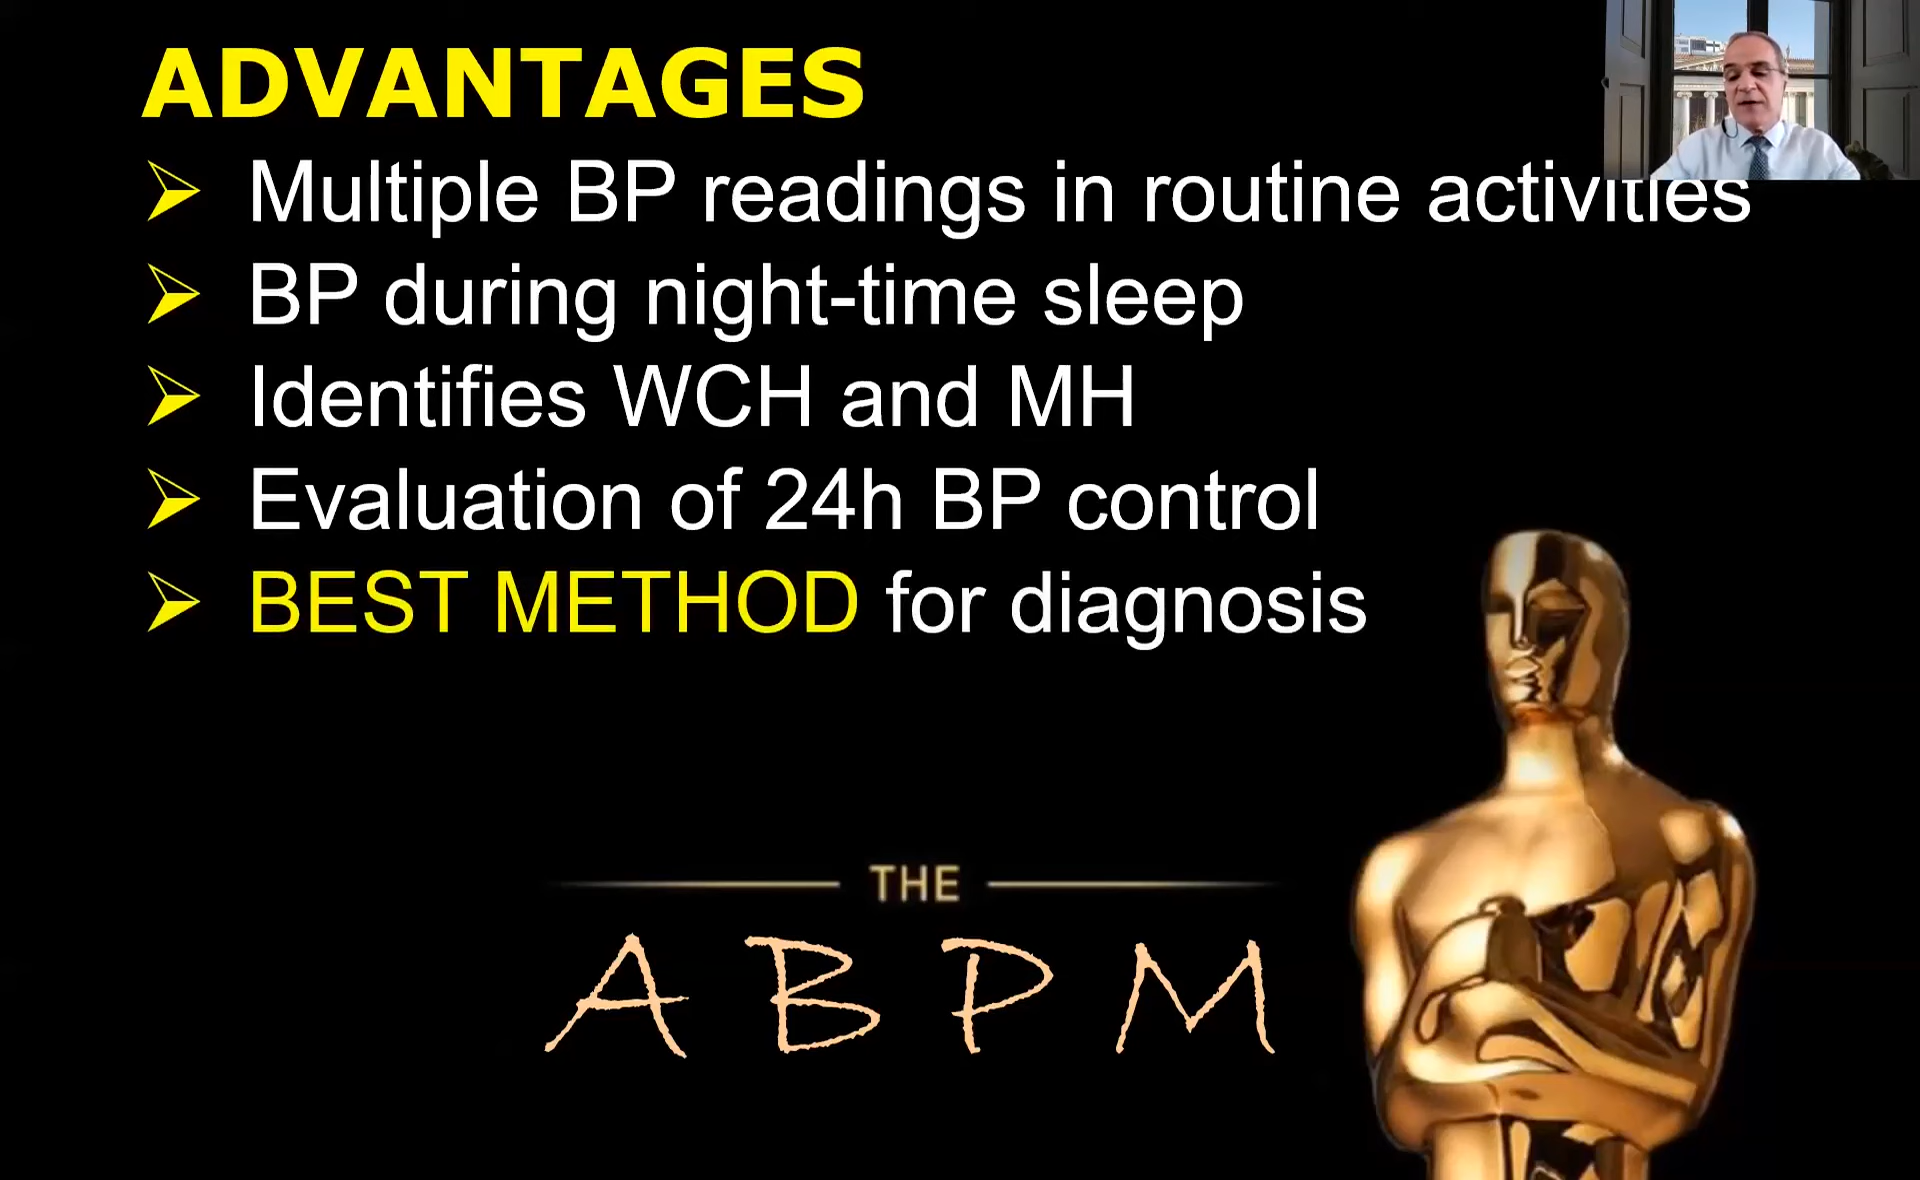 ADVANTAGES
Multiple BP readings in routine activities
BP during night-time sleep
Identifies WCH and MH
Evaluation of 24h BP control
BEST METHOD for diagnosis
THE
ABPM